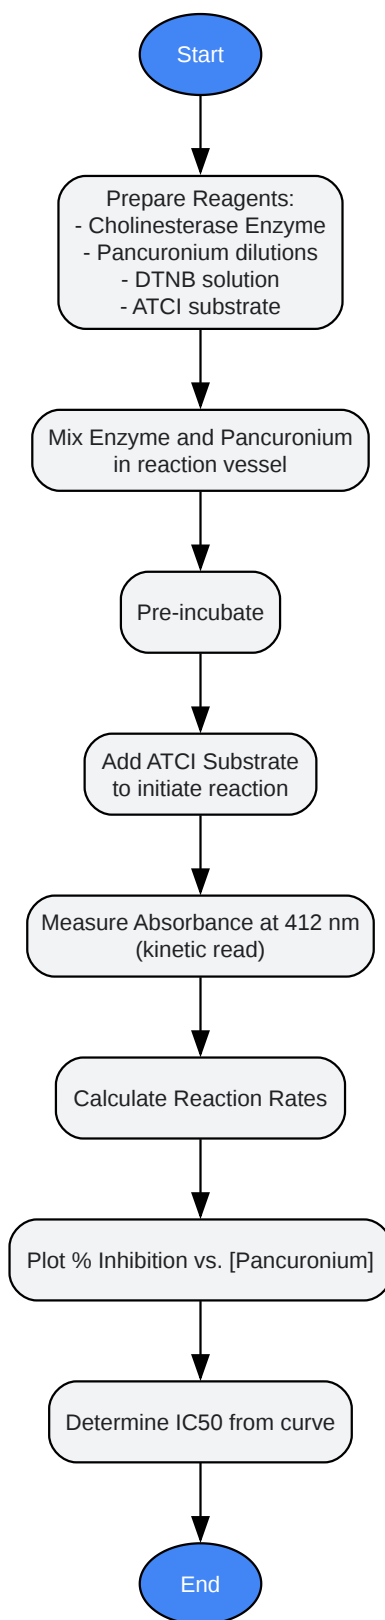 Start
Prepare Reagents:
- Cholinesterase Enzyme
- Pancuronium dilutions
- DTNB solution
- ATCI substrate
Mix Enzyme and Pancuronium
in reaction vessel
Pre-incubate
Add ATCI Substrate
to initiate reaction
Measure Absorbance at 412 nm
(kinetic read)
Calculate Reaction Rates
Plot % Inhibition vs. [Pancuronium]
Determine IC50 from curve
End